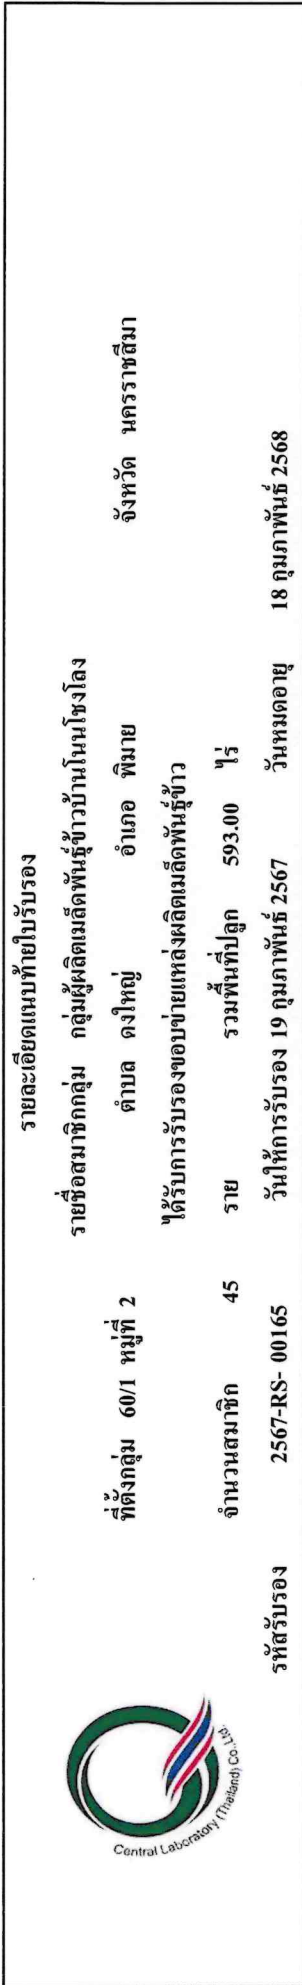 รายละเอียดแนบท้ายใบรับรอง
รายชื่อสมาชิกกลุ่ม กลุ่มผู้ผลิตเมล็ดพันธุ์ข้าวบ้านโนนโชงโลง
ที่ตั้งกลุ่ม 60/1 หมู่ที่ 2 ตำบล ดงใหญ่ อำเภอ พิมาย จังหวัด นครราชสีมา
ได้รับการรับรองขอบข่ายแหล่งผลิตเมล็ดพันธุ์ข้าว
จำนวนสมาชิก 45 ราย รวมพื้นที่ปลูก 593.00 ไร่
รหัสรับรอง 2567-RS- 00165 วันให้การรับรอง 19 กุมภาพันธ์ 2567 วันหมดอายุ 18 กุมภาพันธ์ 2568
Central Laboratory (Thailand) Co.,Ltd.